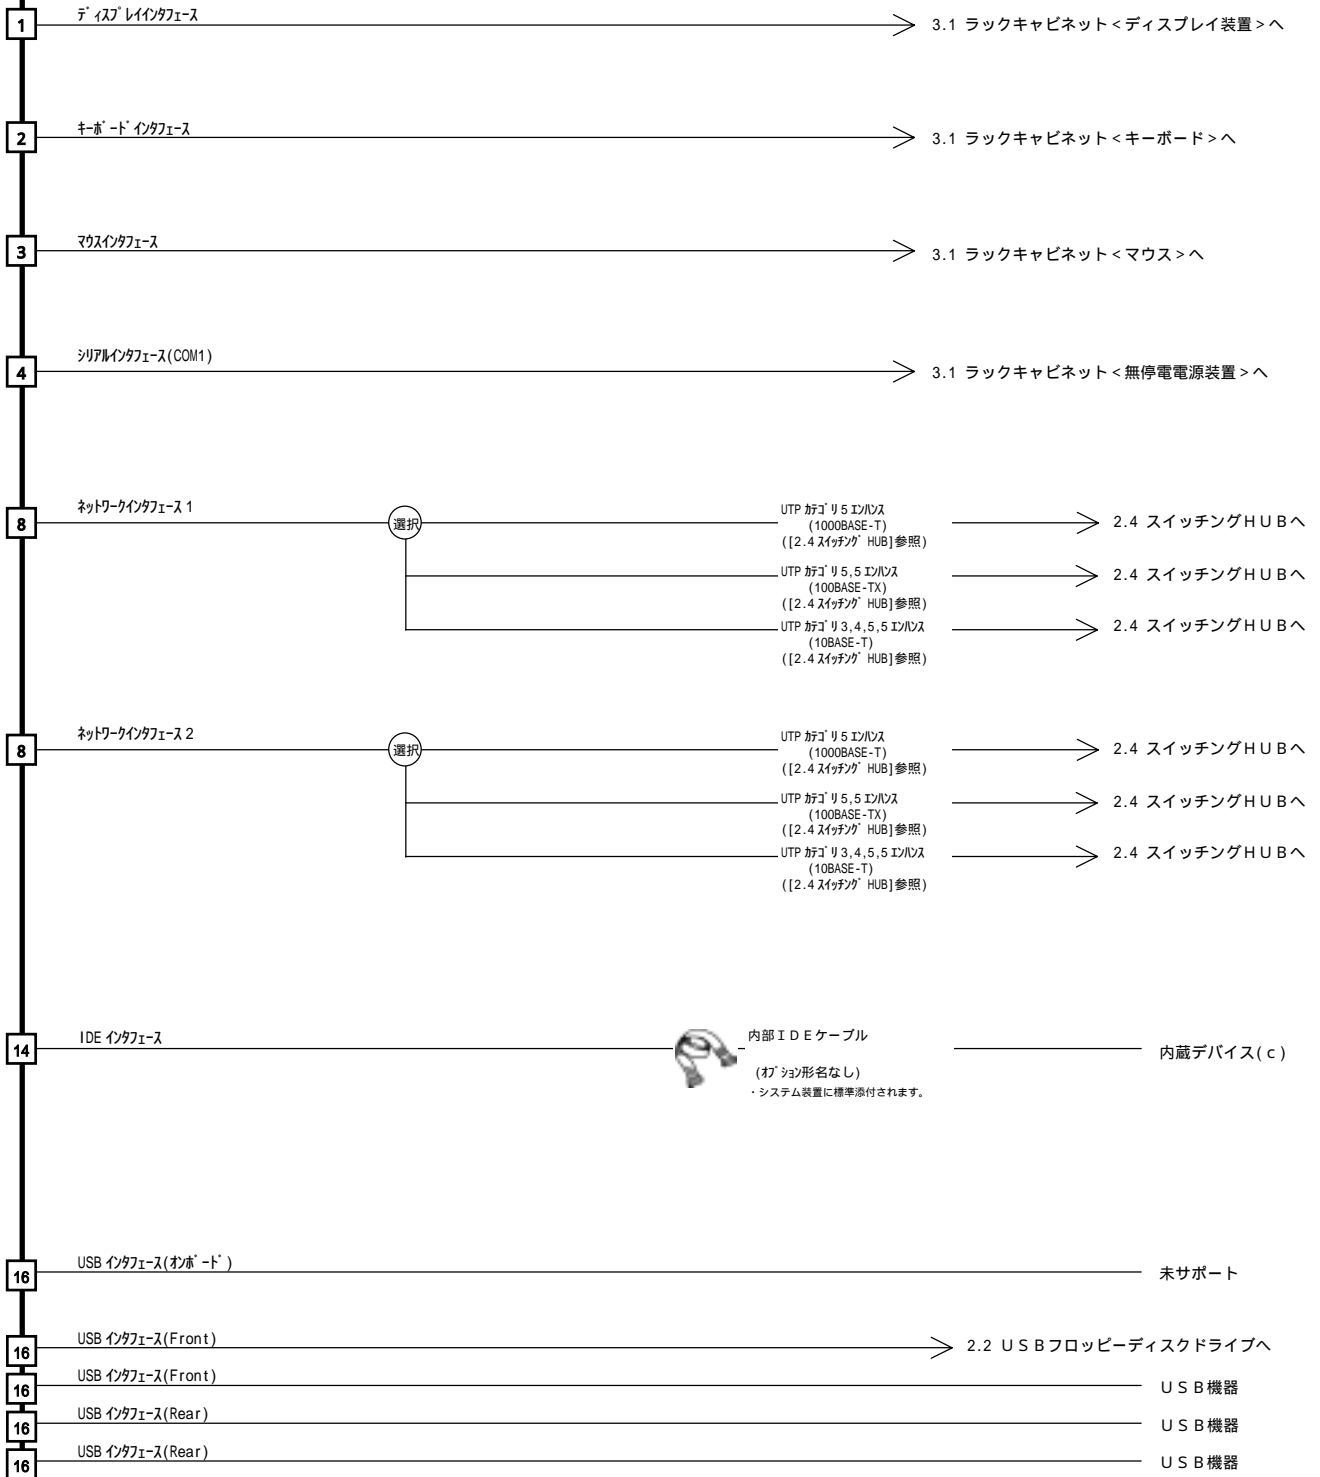 1 ﾃﾞｨｽﾌﾟﾚｲｲﾝﾀﾌｪｰｽ 3.1 ラックキャビネット＜ディスプレイ装置＞へ
2 ｷｰﾎﾞｰﾄﾞｲﾝﾀﾌｪｰｽ 3.1 ラックキャビネット＜キーボード＞へ
3 ﾏｳｽｲﾝﾀﾌｪｰｽ 3.1 ラックキャビネット＜マウス＞へ
4 ｼﾘｱﾙｲﾝﾀﾌｪｰｽ(COM1) 3.1 ラックキャビネット＜無停電電源装置＞へ
8 ﾈｯﾄﾜｰｸｲﾝﾀﾌｪｰｽ 1 選択
UTP ｶﾃｺﾞﾘ 5 ｴﾝﾊﾝｽ
(1000BASE-T)
([2.4 ｽｲｯﾁﾝｸﾞ HUB]参照)
2.4 スイッチングＨＵＢへ
UTP ｶﾃｺﾞﾘ 5,5 ｴﾝﾊﾝｽ
(100BASE-TX)
([2.4 ｽｲｯﾁﾝｸﾞ HUB]参照)
2.4 スイッチングＨＵＢへ
UTP ｶﾃｺﾞﾘ 3,4,5,5 ｴﾝﾊﾝｽ
(10BASE-T)
([2.4 ｽｲｯﾁﾝｸﾞ HUB]参照)
2.4 スイッチングＨＵＢへ
8 ﾈｯﾄﾜｰｸｲﾝﾀﾌｪｰｽ 2 選択
UTP ｶﾃｺﾞﾘ 5 ｴﾝﾊﾝｽ
(1000BASE-T)
([2.4 ｽｲｯﾁﾝｸﾞ HUB]参照)
2.4 スイッチングＨＵＢへ
UTP ｶﾃｺﾞﾘ 5,5 ｴﾝﾊﾝｽ
(100BASE-TX)
([2.4 ｽｲｯﾁﾝｸﾞ HUB]参照)
2.4 スイッチングＨＵＢへ
UTP ｶﾃｺﾞﾘ 3,4,5,5 ｴﾝﾊﾝｽ
(10BASE-T)
([2.4 ｽｲｯﾁﾝｸﾞ HUB]参照)
2.4 スイッチングＨＵＢへ
14 IDE ｲﾝﾀﾌｪｰｽ
内部ＩＤＥケーブル
(ｵﾌﾟｼｮﾝ形名なし)
・システム装置に標準添付されます。
内蔵デバイス(ｃ)
16 USB ｲﾝﾀﾌｪｰｽ(ｵﾝﾎﾞｰﾄﾞ) 未サポート
16 USB ｲﾝﾀﾌｪｰｽ(Front) 2.2 ＵＳＢフロッピーディスクドライブへ
16 USB ｲﾝﾀﾌｪｰｽ(Front) ＵＳＢ機器
16 USB ｲﾝﾀﾌｪｰｽ(Rear) ＵＳＢ機器
16 USB ｲﾝﾀﾌｪｰｽ(Rear) ＵＳＢ機器